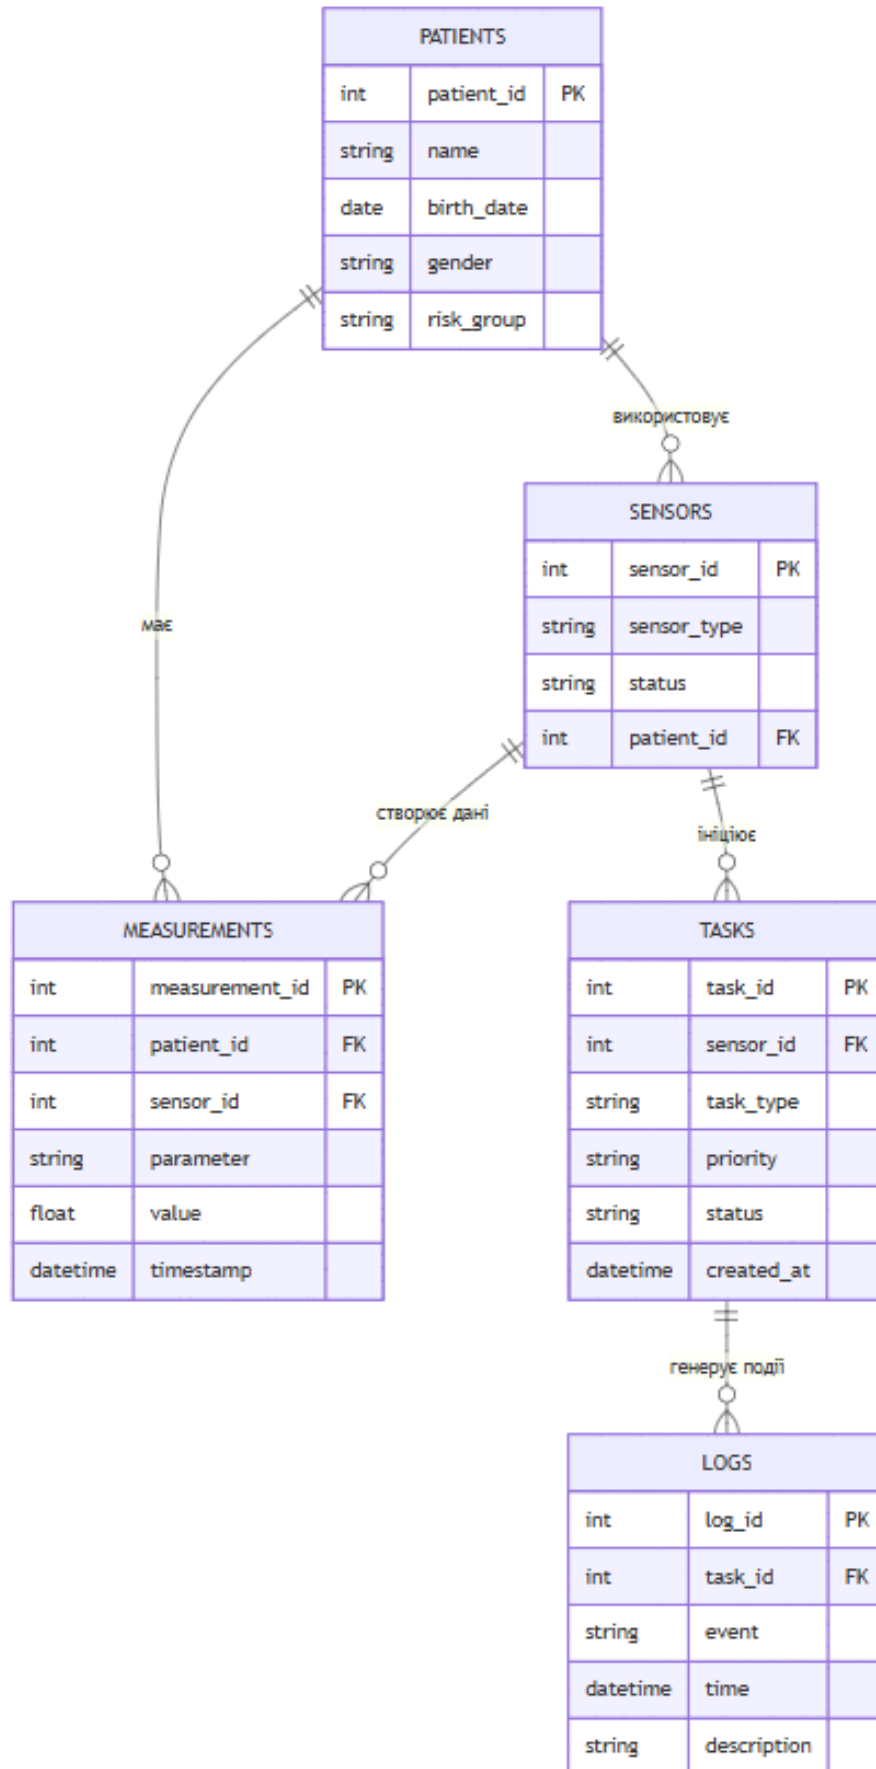 PATIENTS
int patient_id PK
string name
date birth_date
string gender
string risk_group
використовує
SENSORS
int sensor_id PK
string sensor_type
string status
int patient_id FK
має
створює дані
ініціює
MEASUREMENTS
int measurement_id PK
int patient_id FK
int sensor_id FK
string parameter
float value
datetime timestamp
TASKS
int task_id PK
int sensor_id FK
string task_type
string priority
string status
datetime created_at
генерує події
LOGS
int log_id PK
int task_id FK
string event
datetime time
string description